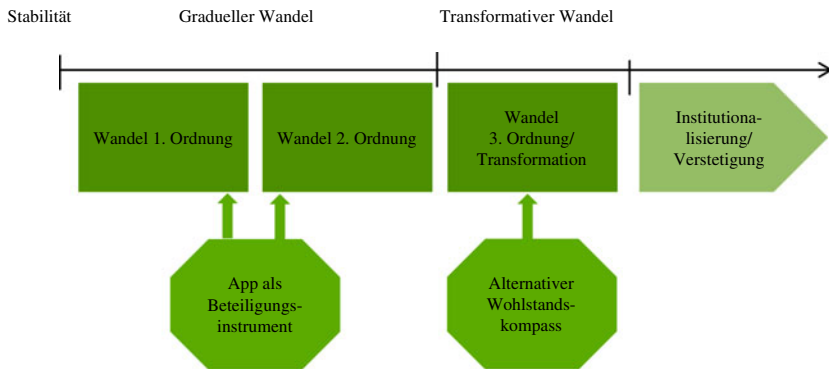 Stabilität
Gradueller Wandel
Transformativer Wandel
Wandel 1. Ordnung
Wandel 2. Ordnung
Wandel
3. Ordnung/
Transformation
Institutiona-
lisierung/
Verstetigung
App als
Beteiligungs-
instrument
Alternativer
Wohlstands-
kompass